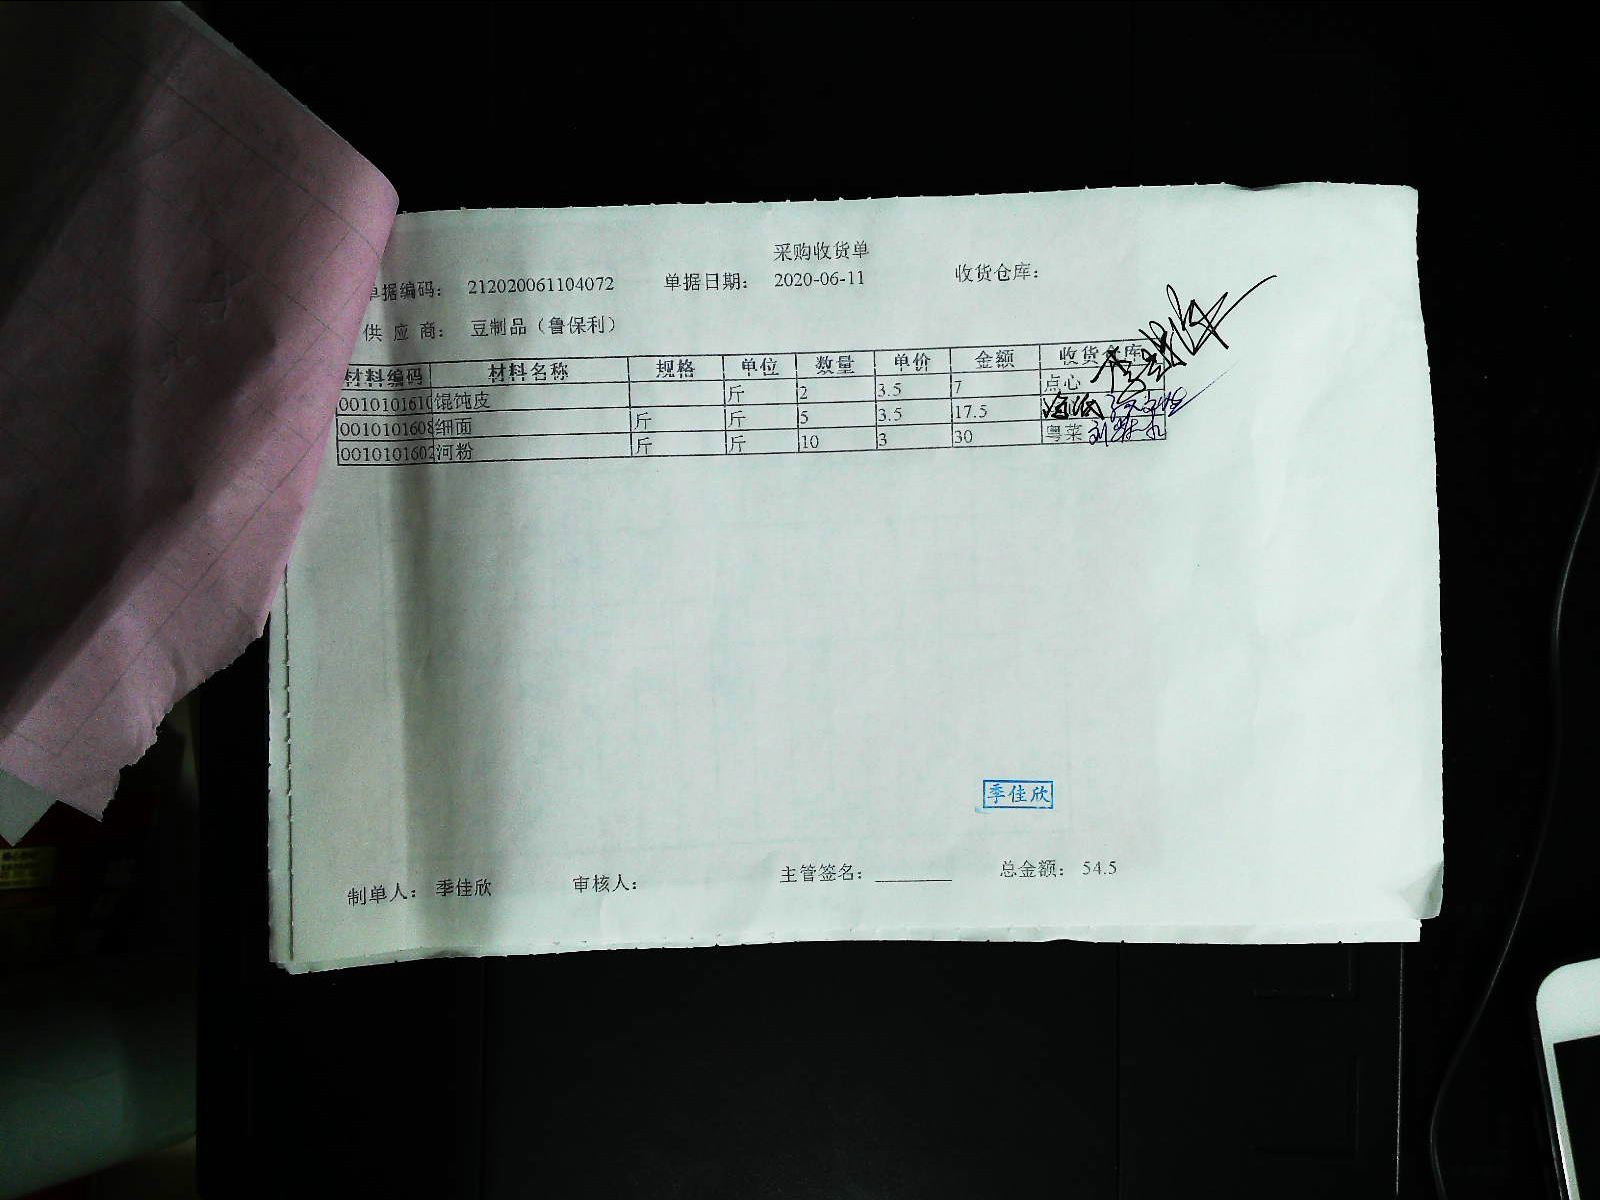 采购收货单
单据编码: 212020061104072 单据日期: 2020-06-11 收货仓库:
供 应 商: 豆制品(鲁保利)
材料编码 材料名称 规格 单位 数量 单价 金额 收货仓库
0010101610 馄饨皮 斤 2 3.5 7 点心
0010101608 细面 斤 斤 5 3.5 17.5
0010101602 河粉 斤 斤 10 3 30 粤菜
季佳欣
制单人: 季佳欣 审核人: 主管签名: ________ 总金额: 54.5